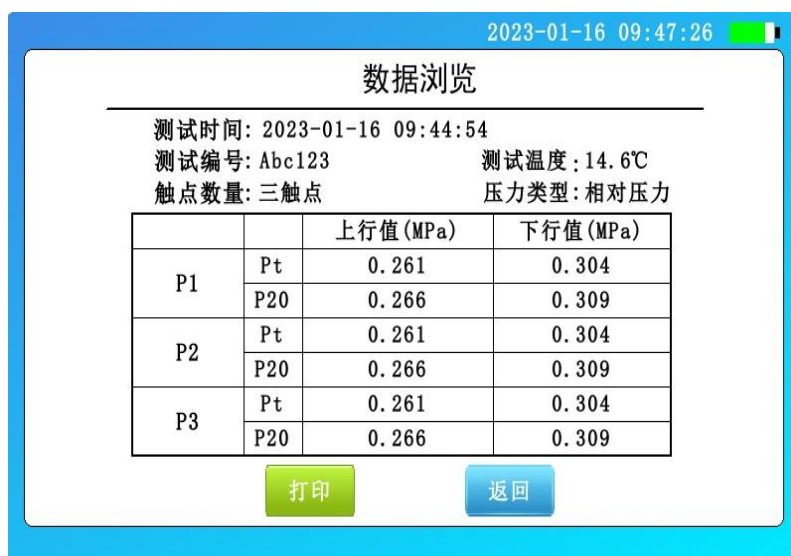 2023-01-16 09:47:26
数据浏览
测试时间: 2023-01-16 09:44:54
测试编号: Abc123 测试温度: 14.6℃
触点数量: 三触点 压力类型: 相对压力
上行值(MPa) 下行值(MPa)
P1
Pt 0.261 0.304
P20 0.266 0.309
P2
Pt 0.261 0.304
P20 0.266 0.309
P3
Pt 0.261 0.304
P20 0.266 0.309
打印 返回